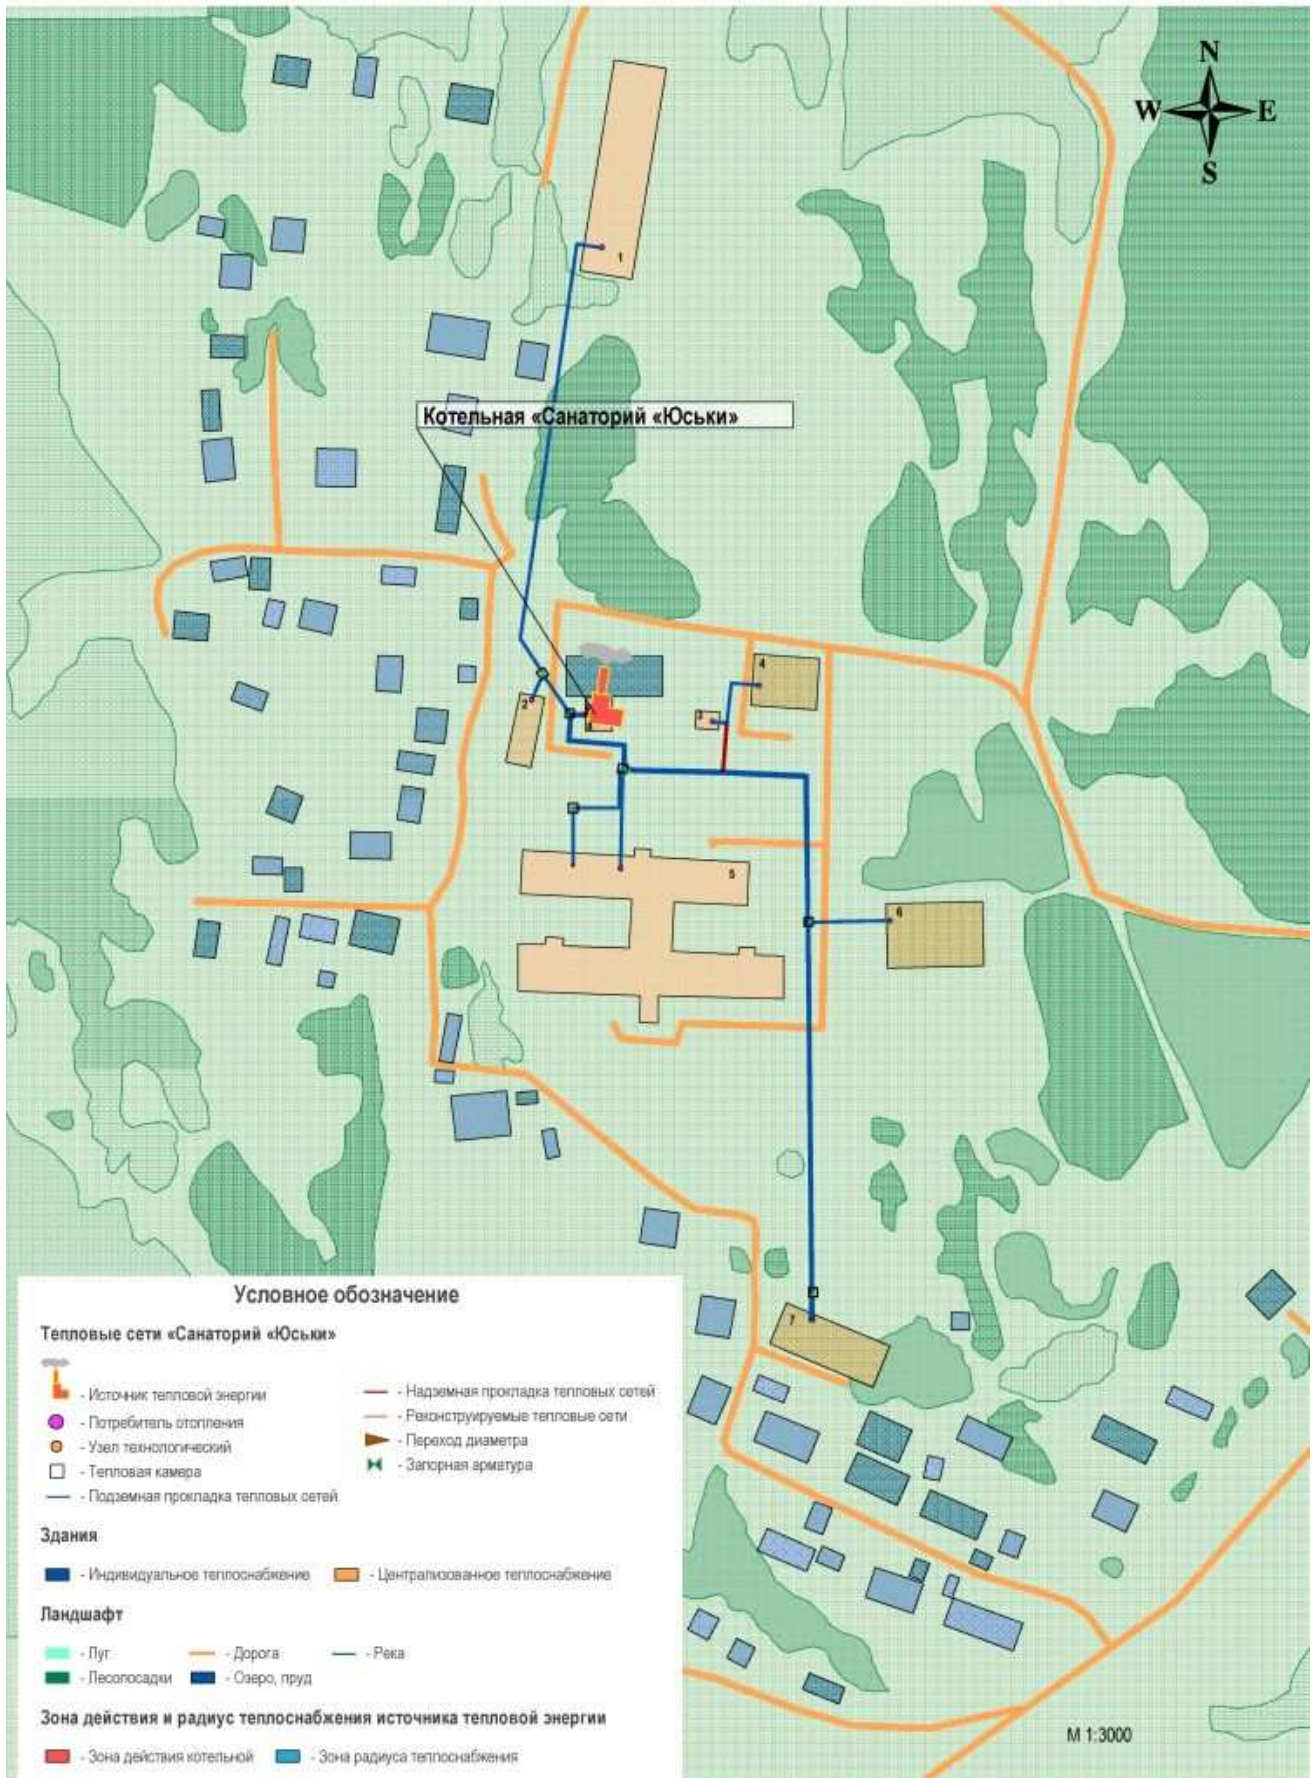 N
W E
S
1
Котельная «Санаторий «Юськи»
4
2
3
5
6
7
Условное обозначение
Тепловые сети «Санаторий «Юськи»
- Источник тепловой энергии
- Потребитель отопления
- Узел технологический
- Тепловая камера
- Подземная прокладка тепловых сетей
- Надземная прокладка тепловых сетей
- Реконструируемые тепловые сети
- Переход диаметра
- Запорная арматура
Здания
- Индивидуальное теплоснабжение
- Централизованное теплоснабжение
Ландшафт
- Луг
- Дорога
- Река
- Лесопосадки
- Озеро, пруд
Зона действия и радиус теплоснабжения источника тепловой энергии
- Зона действия котельной
- Зона радиуса теплоснабжения
М 1:3000